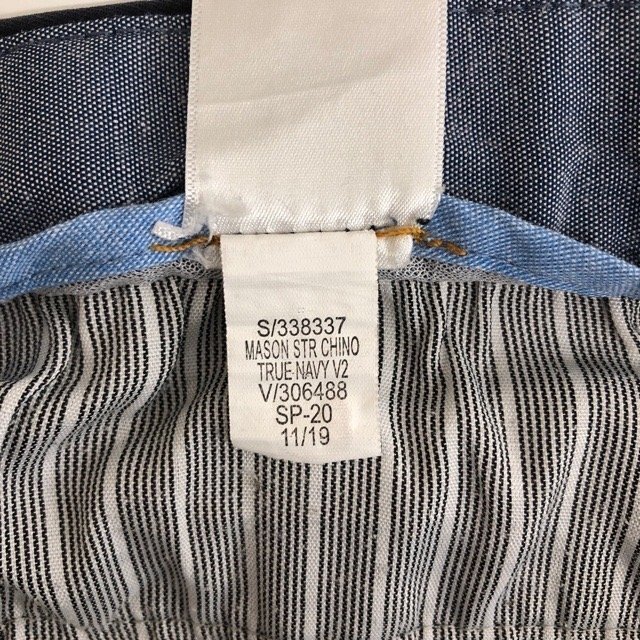 S/338337
MASON STR CHINO
TRUE NAVY V2
V/306488
SP-20
11/19